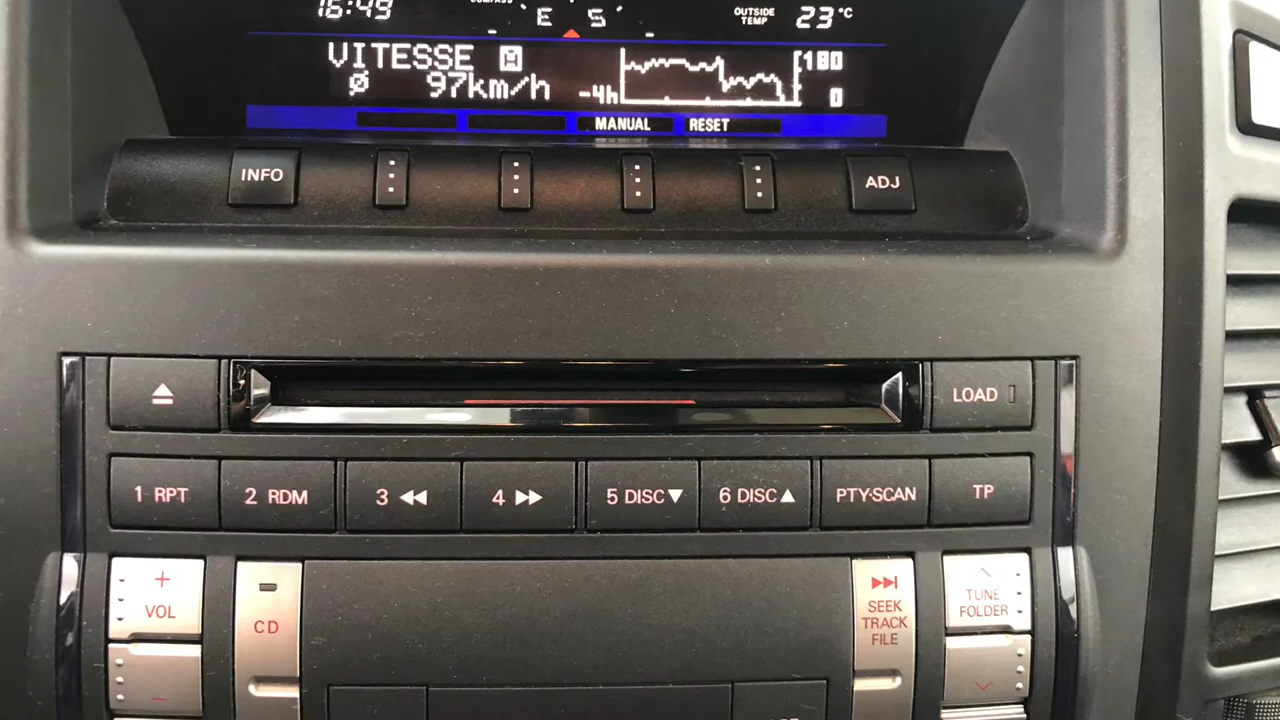 16:49
COMPASS
E S
OUTSIDE
TEMP
23°C
VITESSE M
ø 97km/h
-4h
180
0
MANUAL RESET
INFO
ADJ
LOAD
1 RPT
2 RDM
3
4
5 DISC▼
6 DISC▲
PTY·SCAN
TP
+
VOL
−
CD
SEEK
TRACK
FILE
TUNE
FOLDER